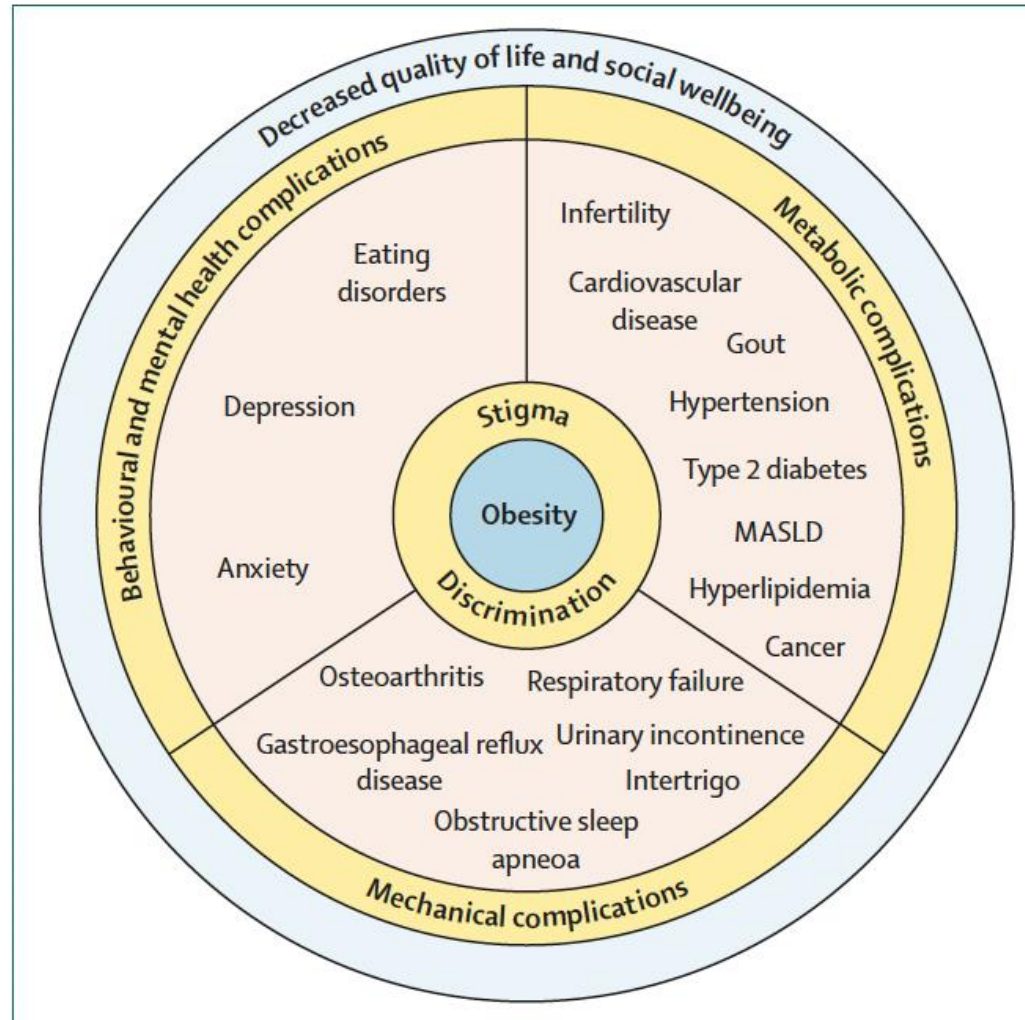 Decreased quality of life and social wellbeing
Behavioural and mental health complications
Metabolic complications
Eating
disorders
Depression
Anxiety
Infertility
Cardiovascular
disease
Gout
Hypertension
Type 2 diabetes
MASLD
Hyperlipidemia
Cancer
Stigma
Obesity
Discrimination
Osteoarthritis
Respiratory failure
Gastroesophageal reflux
disease
Urinary incontinence
Intertrigo
Obstructive sleep
apneoa
Mechanical complications